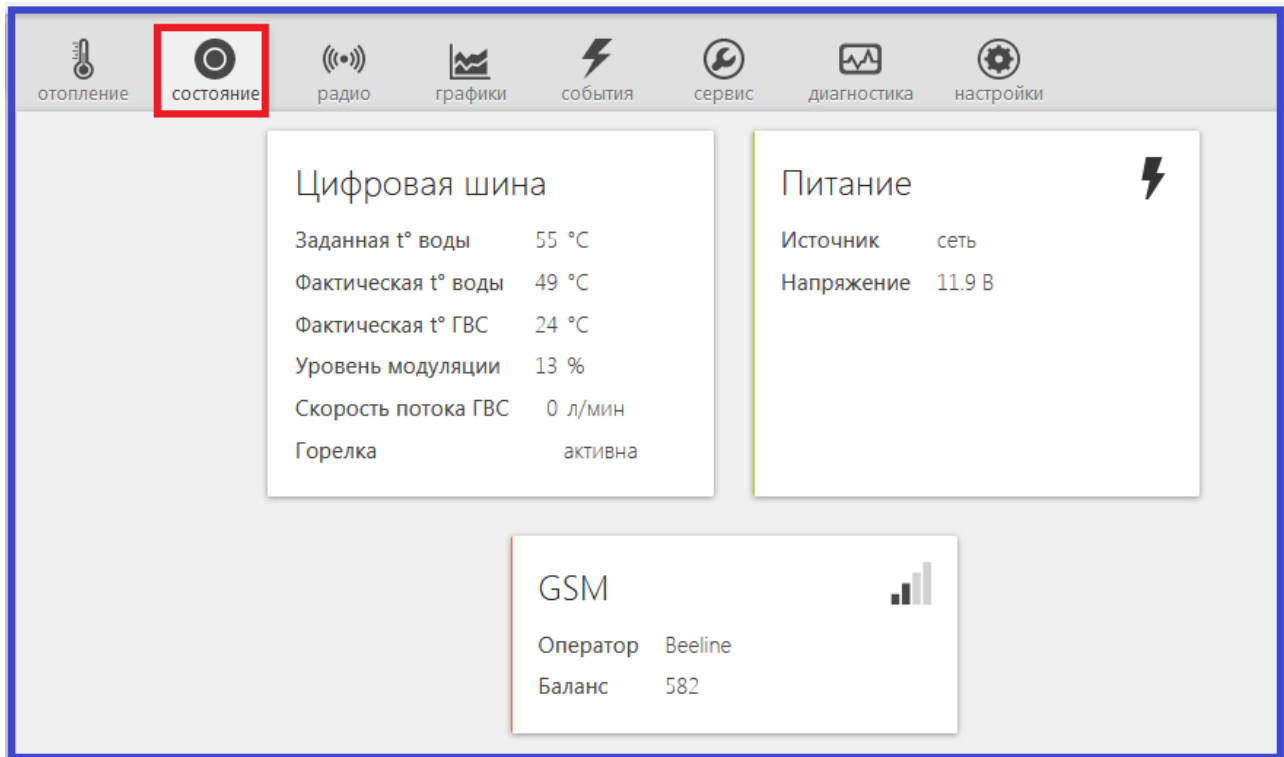 отопление состояние радио графики события сервис диагностика настройки
Цифровая шина
Заданная t° воды 55 °C
Фактическая t° воды 49 °C
Фактическая t° ГВС 24 °C
Уровень модуляции 13 %
Скорость потока ГВС 0 л/мин
Горелка активна
Питание
Источник сеть
Напряжение 11.9 В
GSM
Оператор Beeline
Баланс 582